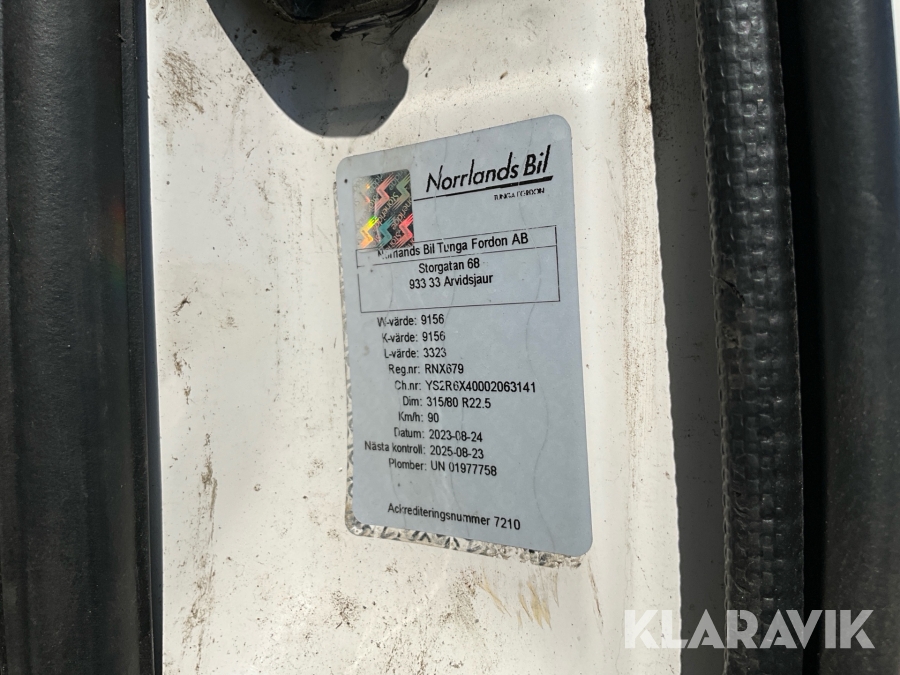 Norrlands Bil
TUNGA FORDON
Norrlands Bil Tunga Fordon AB
Storgatan 68
933 33 Arvidsjaur
W-värde: 9156
K-värde: 9156
L-värde: 3323
Reg.nr: RNX679
Ch.nr: YS2R6X40002063141
Dim: 315/80 R22.5
Km/h: 90
Datum: 2023-08-24
Nästa kontroll: 2025-08-23
Plomber: UN 01977758
Ackrediteringsnummer 7210
KLARAVIK